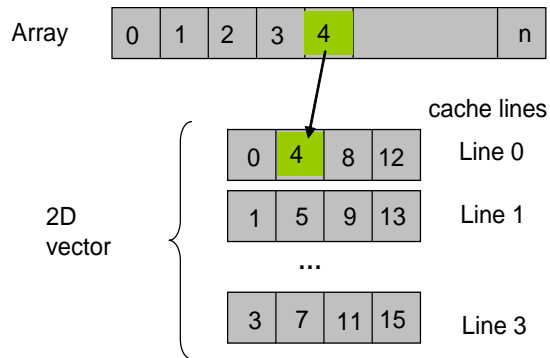 Array 0 1 2 3 4 n
cache lines
0 4 8 12 Line 0
2D
vector
1 5 9 13 Line 1
...
3 7 11 15 Line 3